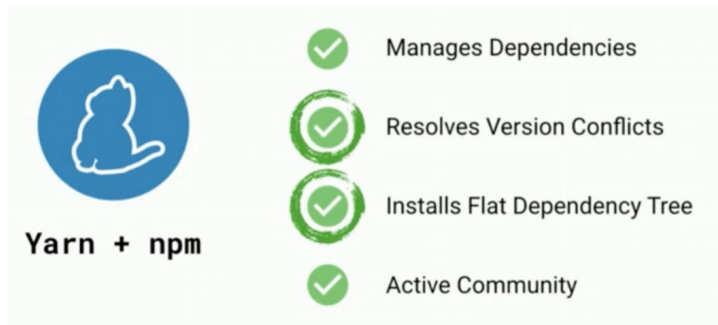 Manages Dependencies
Resolves Version Conflicts
Installs Flat Dependency Tree
Active Community
Yarn + npm